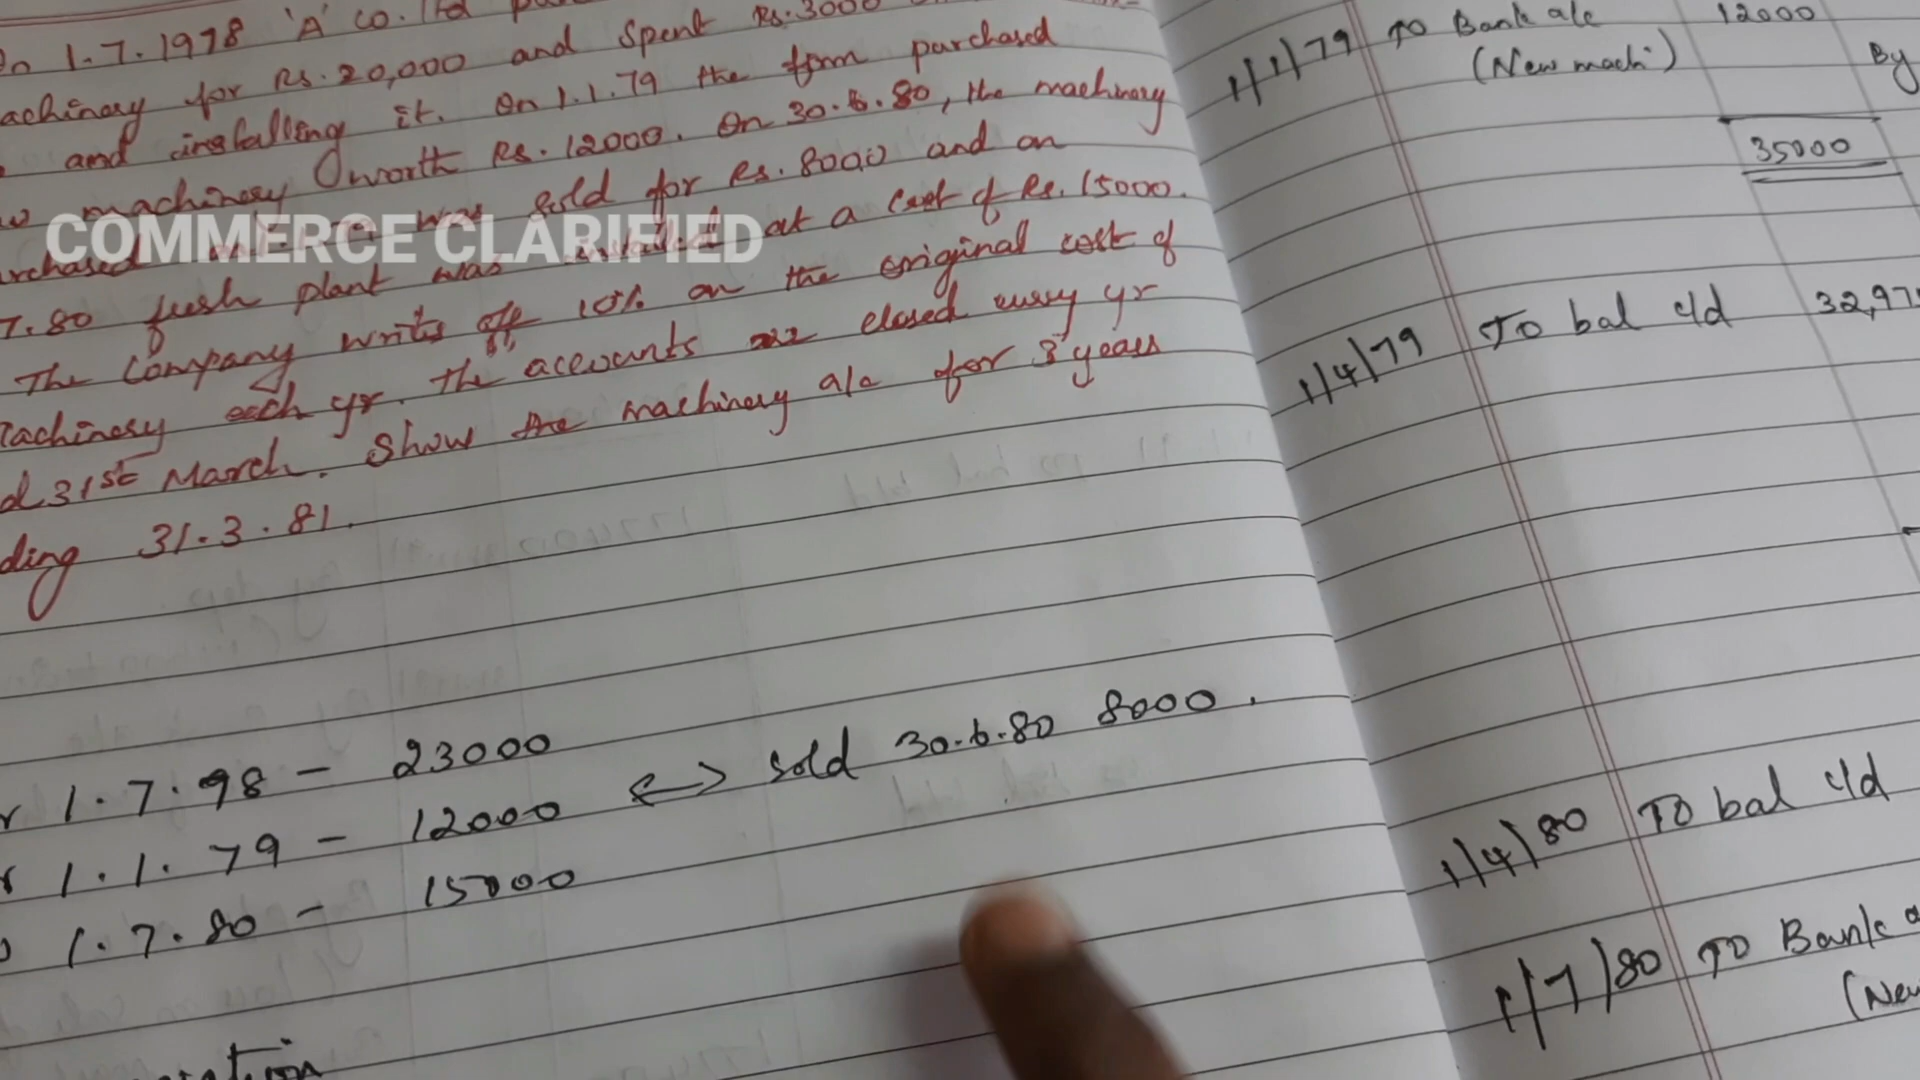 1.7.1978 'A' co. ltd
achinery for Rs.20,000 and spent Rs.3000
and installing it. On 1.1.79 the firm purchased
machinery worth Rs.12000. On 30.6.80, the machinery
was sold for Rs.8000 and on
7.80 fresh plant was installed at a cost of Rs.15000.
The Company writes off 10% on the original cost of
machinery each yr. The accounts are closed every yr
d 31st March. Show the machinery a/c for 3 years
ding 31.3.81.
COMMERCE CLARIFIED
1.7.98 - 23000
1.1.79 - 12000 <-> sold 30.6.80 8000.
1.7.80 - 15000
1/1/79 TO Bank a/c 12000
(New mach)
By
35000
1/4/79 To bal c/d 32,97
1/4/80 TO bal c/d
1/7/80 TO Bank a
(New